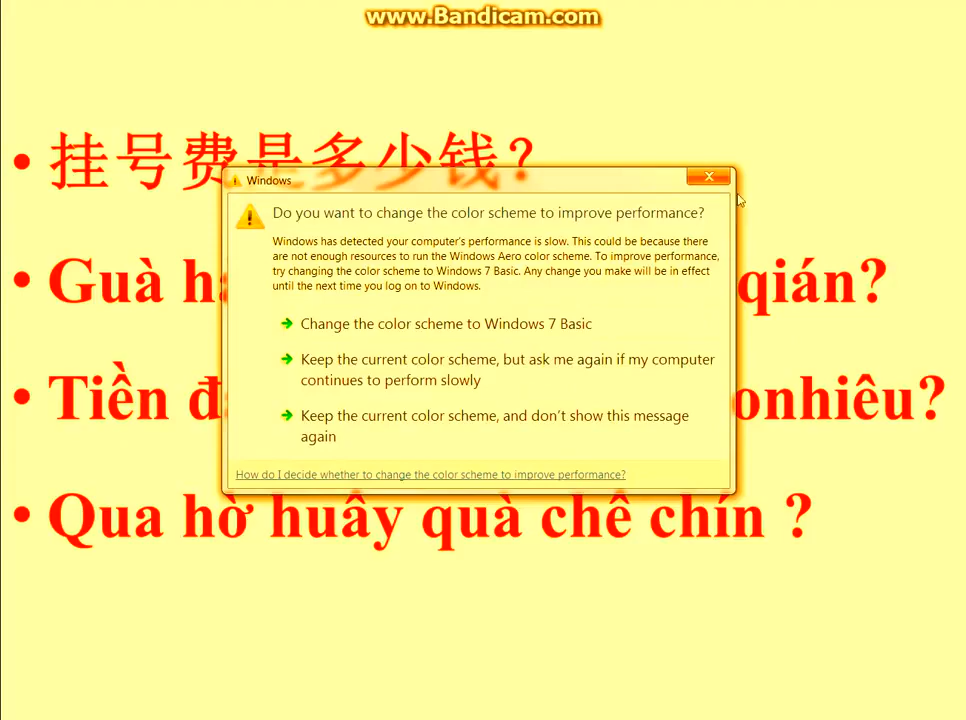 www.Bandicam.com
• 挂号费是多少钱？
Windows
Do you want to change the color scheme to improve performance?
• Guà qián?
Windows has detected your computer's performance is slow. This could be because there
are not enough resources to run the Windows Aero color scheme. To improve performance,
try changing the color scheme to Windows 7 Basic. Any change you make will be in effect
until the next time you log on to Windows.
Change the color scheme to Windows 7 Basic
Keep the current color scheme, but ask me again if my computer
continues to perform slowly
• Tiền onhiêu?
Keep the current color scheme, and don't show this message
again
How do I decide whether to change the color scheme to improve performance?
• Qua hờ huây quà chê chín ?